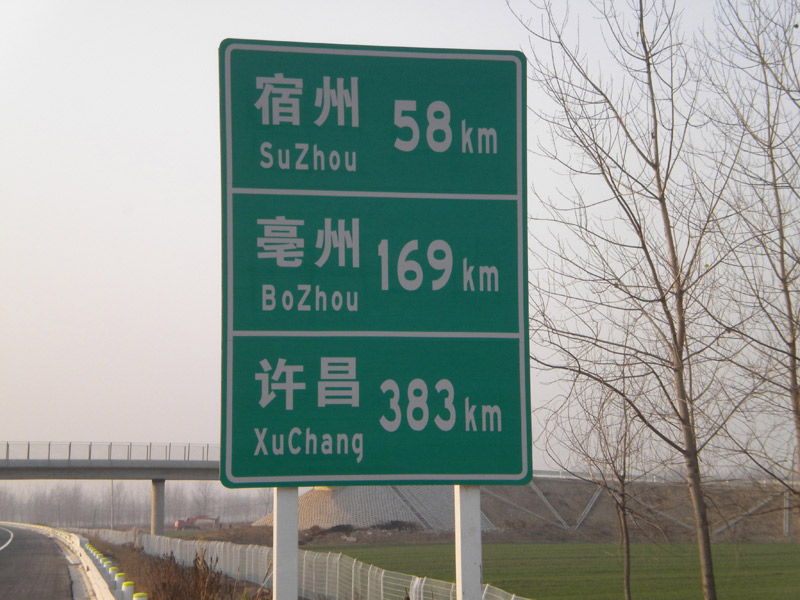 宿州 58 km
SuZhou
亳州 169 km
BoZhou
许昌 383 km
XuChang